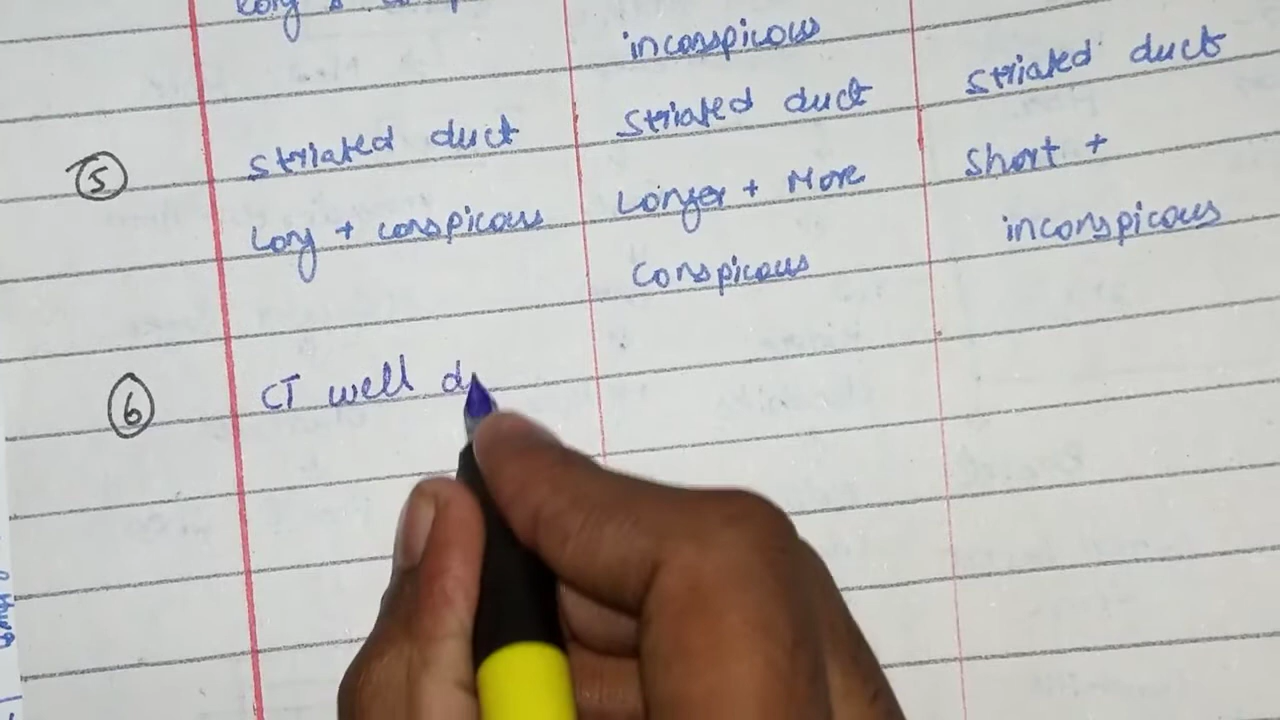 inconspicous
Striated duct
Striated duct
Striated duct
Short +
5
Longer + More
Long + conspicous
inconspicous
Conspicous
6
CT well d